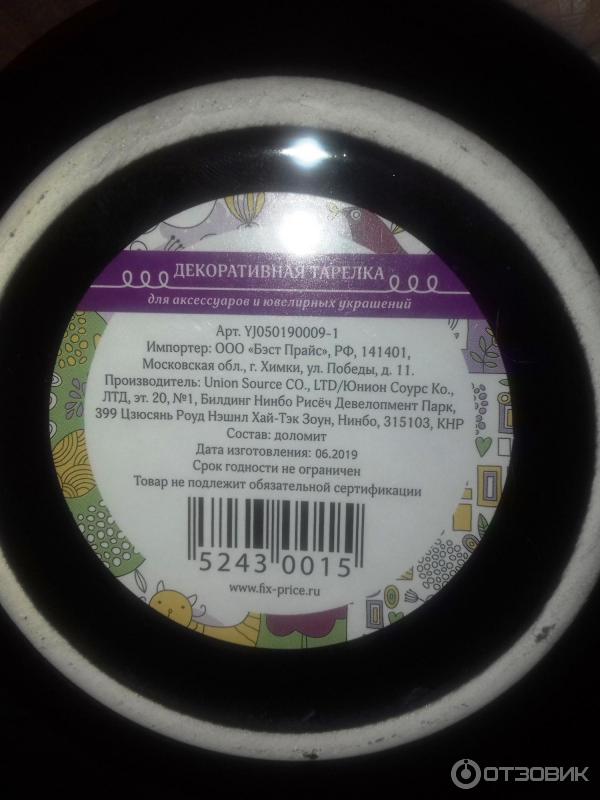 ДЕКОРАТИВНАЯ ТАРЕЛКА
для аксессуаров и ювелирных украшений
Арт. YJ050190009-1
Импортер: ООО «Бэст Прайс», РФ, 141401,
Московская обл., г. Химки, ул. Победы, д. 11.
Производитель: Union Source CO., LTD/Юнион Соурс Ко.,
ЛТД, эт. 20, №1, Билдинг Нинбо Рисёч Девелопмент Парк,
399 Цзюсянь Роуд Нэшнл Хай-Тэк Зоун, Нинбо, 315103, КНР
Состав: доломит
Дата изготовления: 06.2019
Срок годности не ограничен
Товар не подлежит обязательной сертификации
5243 0015
www.fix-price.ru
ОТЗОВИК